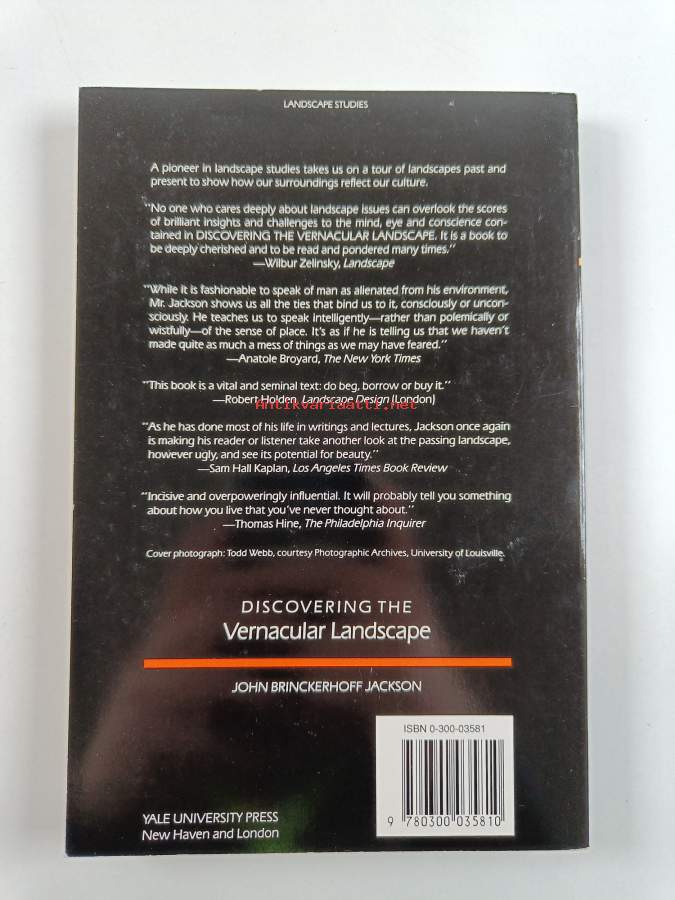 LANDSCAPE STUDIES
A pioneer in landscape studies takes us on a tour of landscapes past and
present to show how our surroundings reflect our culture.
"No one who cares deeply about landscape issues can overlook the scores
of brilliant insights and challenges to the mind, eye and conscience con-
tained in DISCOVERING THE VERNACULAR LANDSCAPE. It is a book to
be deeply cherished and to be read and pondered many times."
—Wilbur Zelinsky, Landscape
"While it is fashionable to speak of man as alienated from his environment,
Mr. Jackson shows us all the ties that bind us to it, consciously or uncon-
sciously. He teaches us to speak intelligently—rather than polemically or
wistfully—of the sense of place. It's as if he is telling us that we haven't
made quite as much a mess of things as we may have feared."
—Anatole Broyard, The New York Times
"This book is a vital and seminal text: do beg, borrow or buy it."
—Robert Holden, Landscape Design (London)
Antikvariaatti.net
"As he has done most of his life in writings and lectures, Jackson once again
is making his reader or listener take another look at the passing landscape,
however ugly, and see its potential for beauty."
—Sam Hall Kaplan, Los Angeles Times Book Review
"Incisive and overpoweringly influential. It will probably tell you something
about how you live that you've never thought about."
—Thomas Hine, The Philadelphia Inquirer
Cover photograph: Todd Webb, courtesy Photographic Archives, University of Louisville.
DISCOVERING THE
Vernacular Landscape
JOHN BRINCKERHOFF JACKSON
ISBN 0-300-03581
9 780300 035810
YALE UNIVERSITY PRESS
New Haven and London